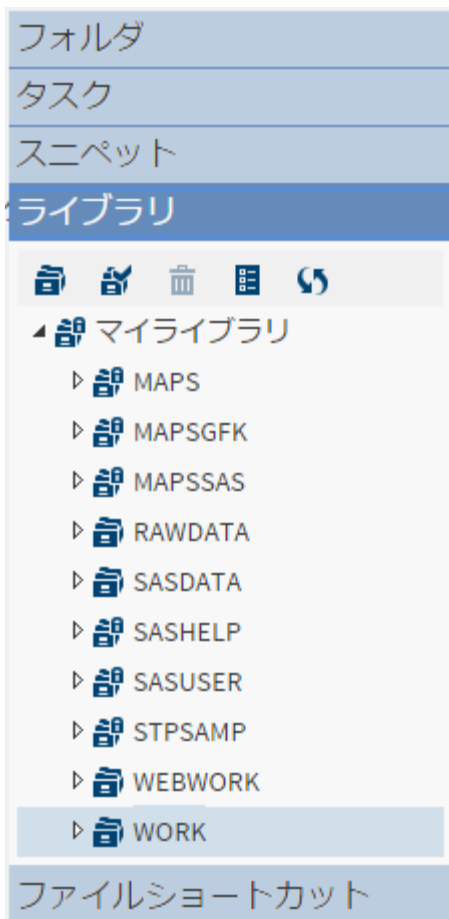 フォルダ
タスク
スニペット
ライブラリ
マイライブラリ
MAPS
MAPSGFK
MAPSSAS
RAWDATA
SASDATA
SASHELP
SASUSER
STPSAMP
WEBWORK
WORK
ファイルショートカット